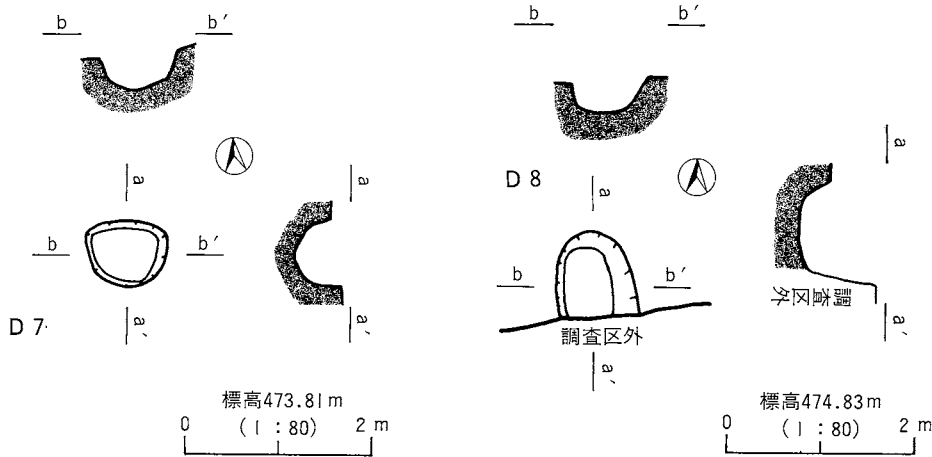 b b′
a a
b b′
D 7
a′ a′
標高473.81m
(1:80)
0 2 m
b b′
D 8
a a
b b′
調査区外
調査区外
a′ a′
標高474.83m
(1:80)
0 2 m